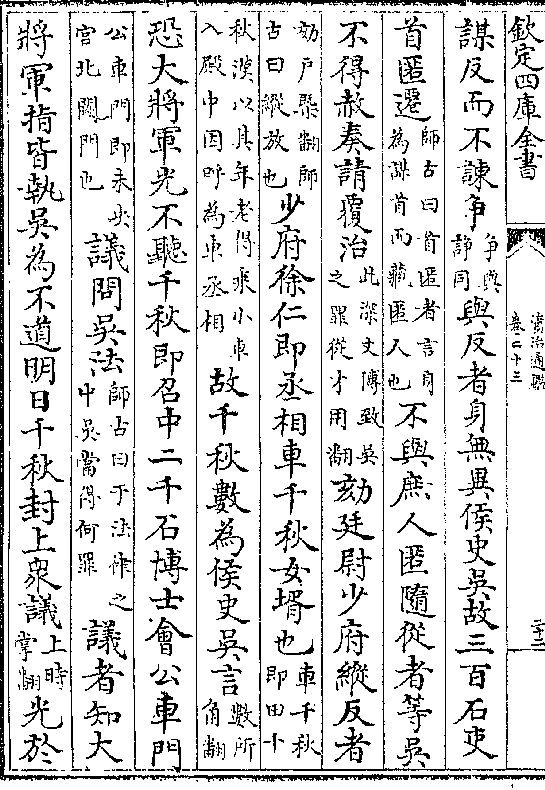 欽定四庫全書
資治通鑑
卷二十三
二十二
謀反而不諫争争與諍同與反者身無異侯史吳故三百石吏
首匿遷師古曰首匿者言身為謀首而藏匿人也不與庶人匿隨從者等吳
不得赦奏請覆治此深文傅致吳之罪從才用翻劾廷尉少府縱反者
劾户槩翻師古曰縱放也少府徐仁即丞相車千秋女壻也車千秋即田千
秋漢以其年老得乘小車入殿中因呼為車丞相故千秋數為侯史吳言數所角翻
恐大將軍光不聽千秋即召中二千石博士會公車門
公車門即未央宮北闕門也議問吳法師古曰于法律之中吳當得何罪議者知大
將軍指皆執吳為不道明日千秋封上衆議上時掌翻光於